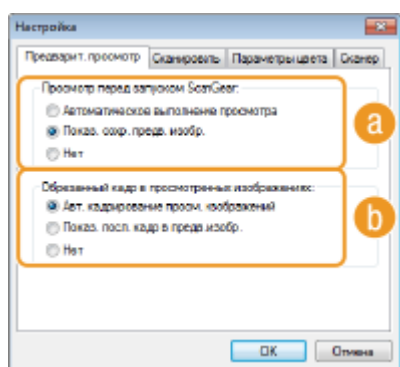 Настройка
Предварит. просмотр Сканировать Параметры цвета Сканер
Просмотр перед запуском ScanGear:
Автоматическое выполнение просмотра
Показ. сохр. предв. изобр.
Нет
a
Обрезанный кадр в просмотренных изображениях:
Авт. кадрирование просм. изображений
Показ. посл. кадр в предв.изобр.
Нет
b
OK Отмена